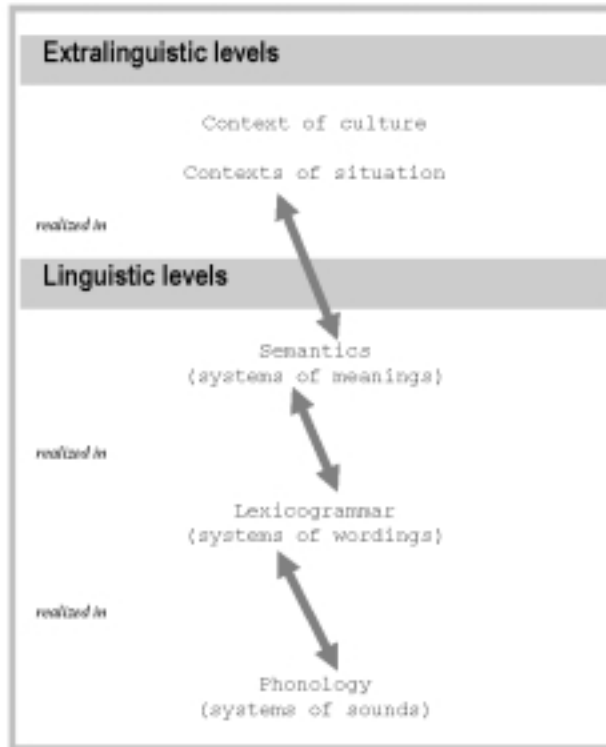 Extralinguistic levels
Context of culture
Contexts of situation
realized in
Linguistic levels
Semantics
(systems of meanings)
realized in
Lexicogrammar
(systems of wordings)
realized in
Phonology
(systems of sounds)